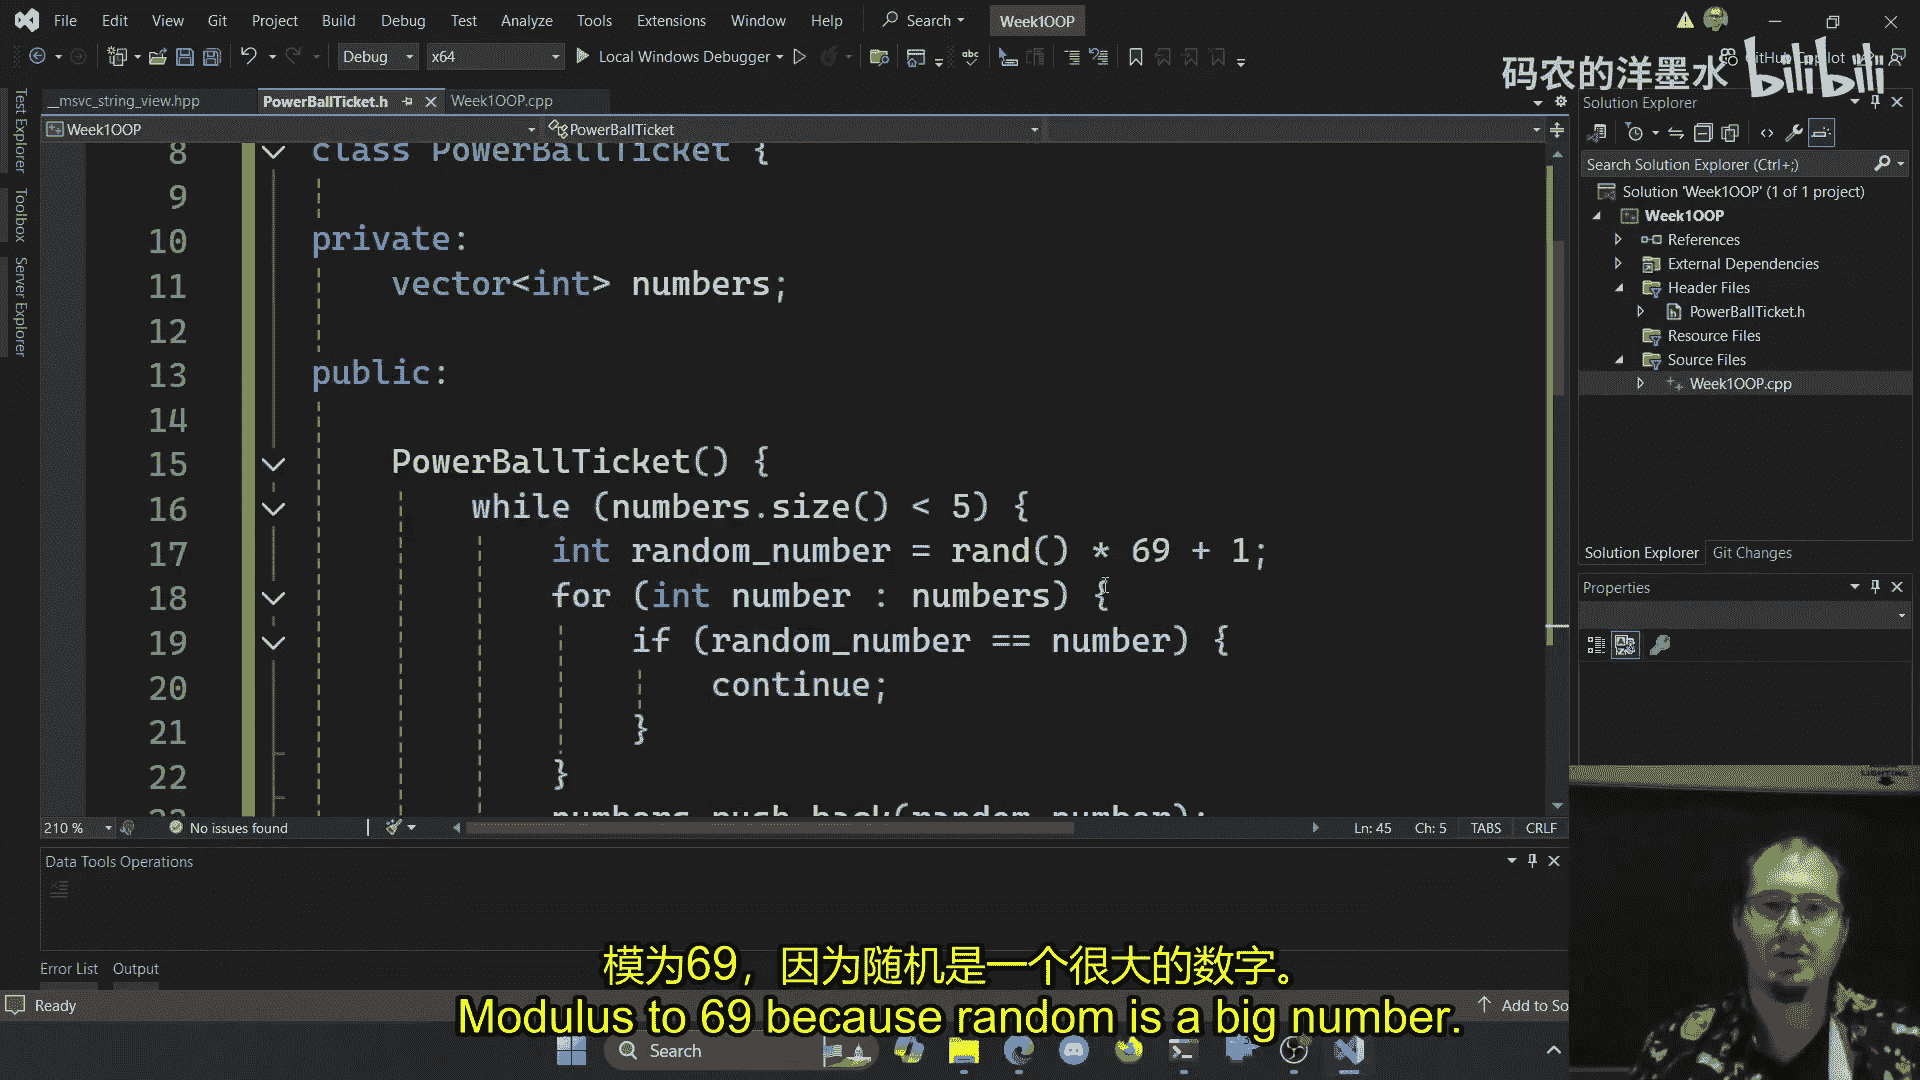 File Edit View Git Project Build Debug Test Analyze Tools Extensions Window Help Search Week1OOP
Debug x64 Local Windows Debugger
码农的洋墨水 bilibili
__msvc_string_view.hpp PowerBallTicket.h Week1OOP.cpp
Week1OOP PowerBallTicket
Test Explorer
Toolbox
Server Explorer
8 class PowerBallTicket {
9
10 private:
11 vector<int> numbers;
12
13 public:
14
15 PowerBallTicket() {
16 while (numbers.size() < 5) {
17 int random_number = rand() * 69 + 1;
18 for (int number : numbers) {
19 if (random_number == number) {
20 continue;
21 }
22 }
23 numbers.push_back(random_number);
210 % No issues found Ln: 45 Ch: 5 TABS CRLF
Data Tools Operations
Error List Output
Ready
Add to So
Solution Explorer
Search Solution Explorer (Ctrl+;)
Solution 'Week1OOP' (1 of 1 project)
Week1OOP
References
External Dependencies
Header Files
PowerBallTicket.h
Resource Files
Source Files
Week1OOP.cpp
Solution Explorer Git Changes
Properties
模为69，因为随机是一个很大的数字。
Modulus to 69 because random is a big number.
Search